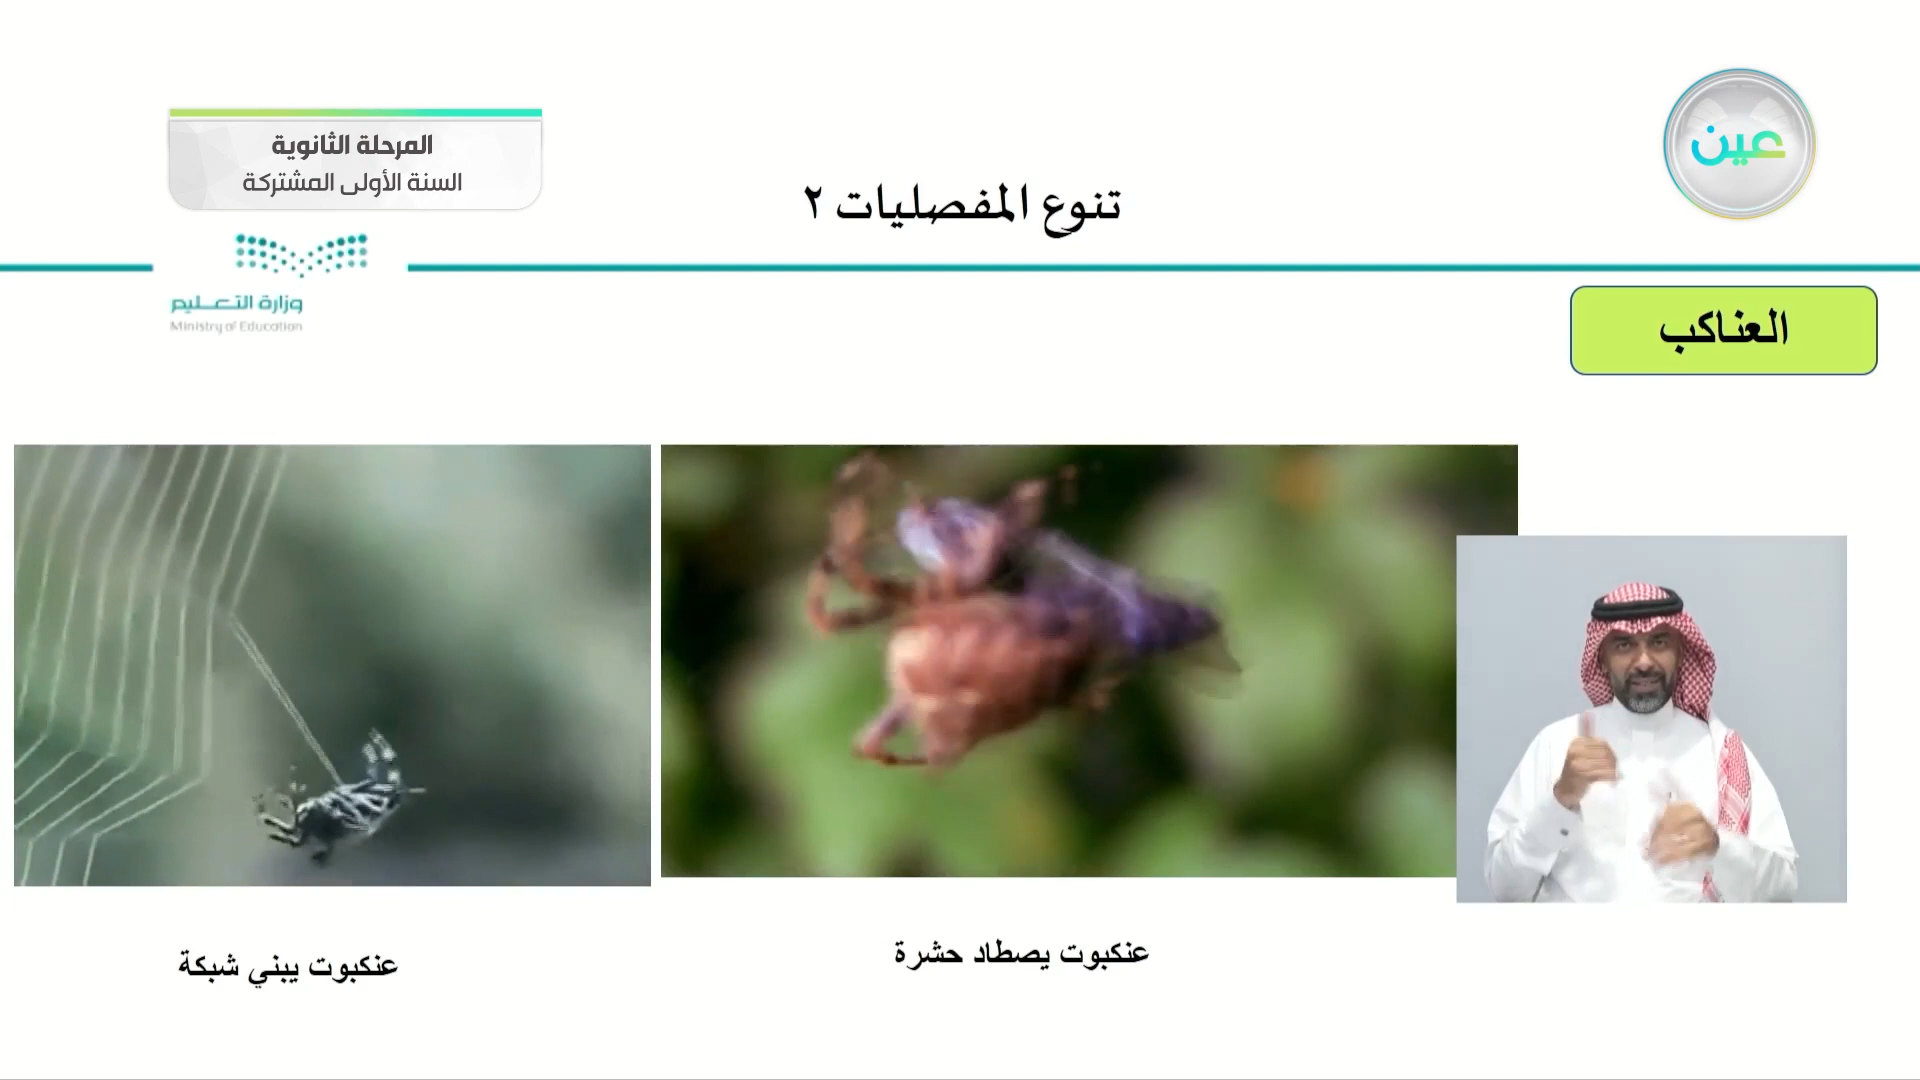 عين
المرحلة الثانوية
السنة الأولى المشتركة
تنوع المفصليات ٢
وزارة التعليم
Ministry of Education
العناكب
عنكبوت يصطاد حشرة
عنكبوت يبني شبكة